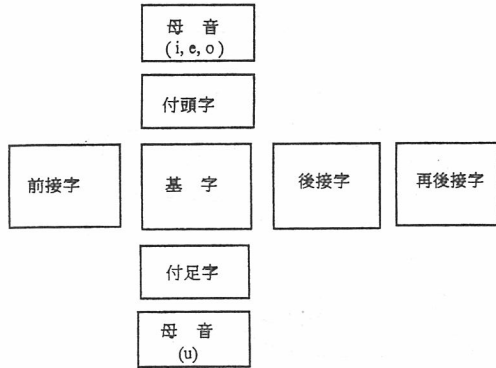 母 音
( i, e, o )
付頭字
前接字
基 字
後接字
再後接字
付足字
母 音
(u)